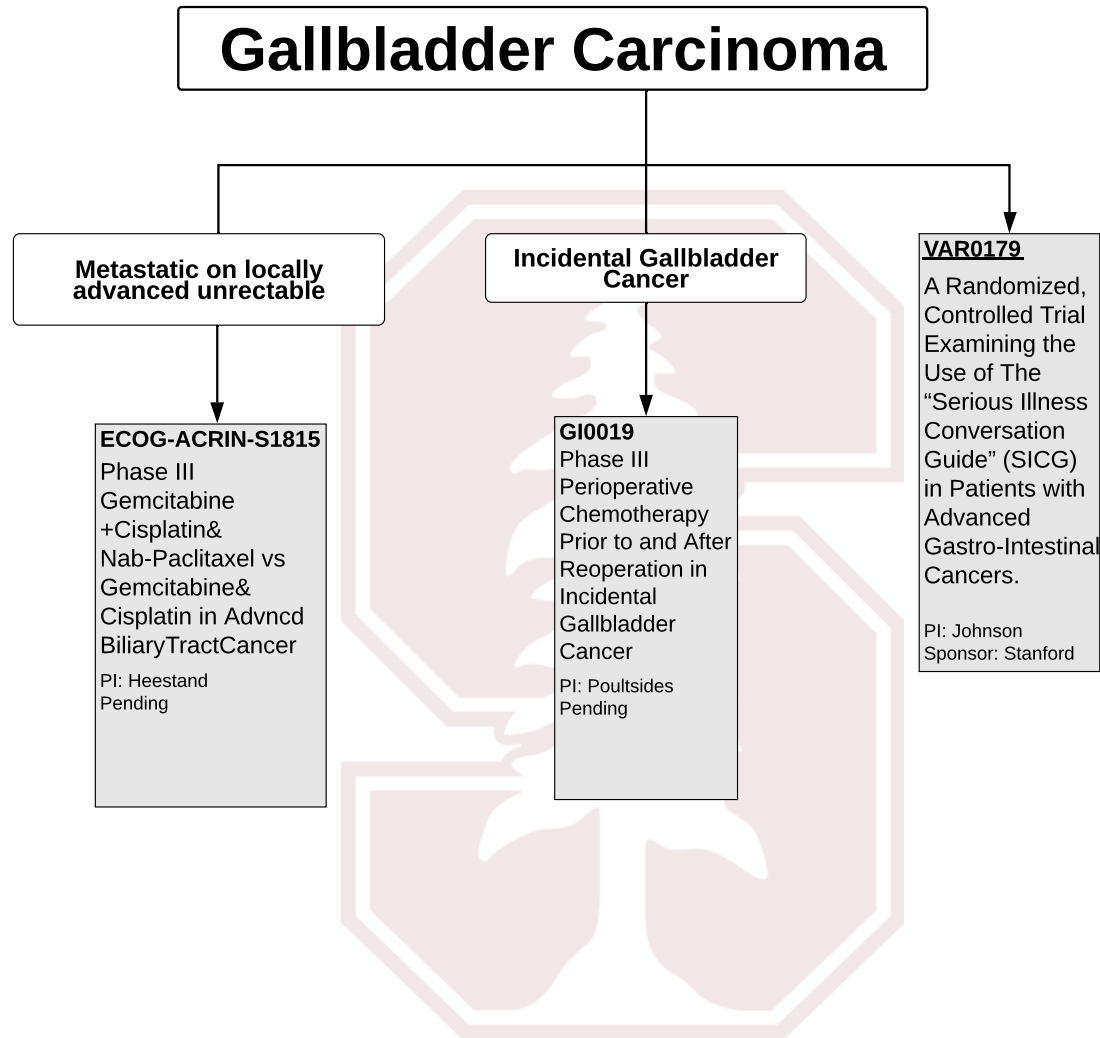 Gallbladder Carcinoma
Metastatic on locally
advanced unrectable
ECOG-ACRIN-S1815
Phase III
Gemcitabine
+Cisplatin&
Nab-Paclitaxel vs
Gemcitabine&
Cisplatin in Advncd
BiliaryTractCancer
PI: Heestand
Pending
Incidental Gallbladder
Cancer
GI0019
Phase III
Perioperative
Chemotherapy
Prior to and After
Reoperation in
Incidental
Gallbladder
Cancer
PI: Poultsides
Pending
VAR0179
A Randomized,
Controlled Trial
Examining the
Use of The
“Serious Illness
Conversation
Guide” (SICG)
in Patients with
Advanced
Gastro-Intestinal
Cancers.
PI: Johnson
Sponsor: Stanford